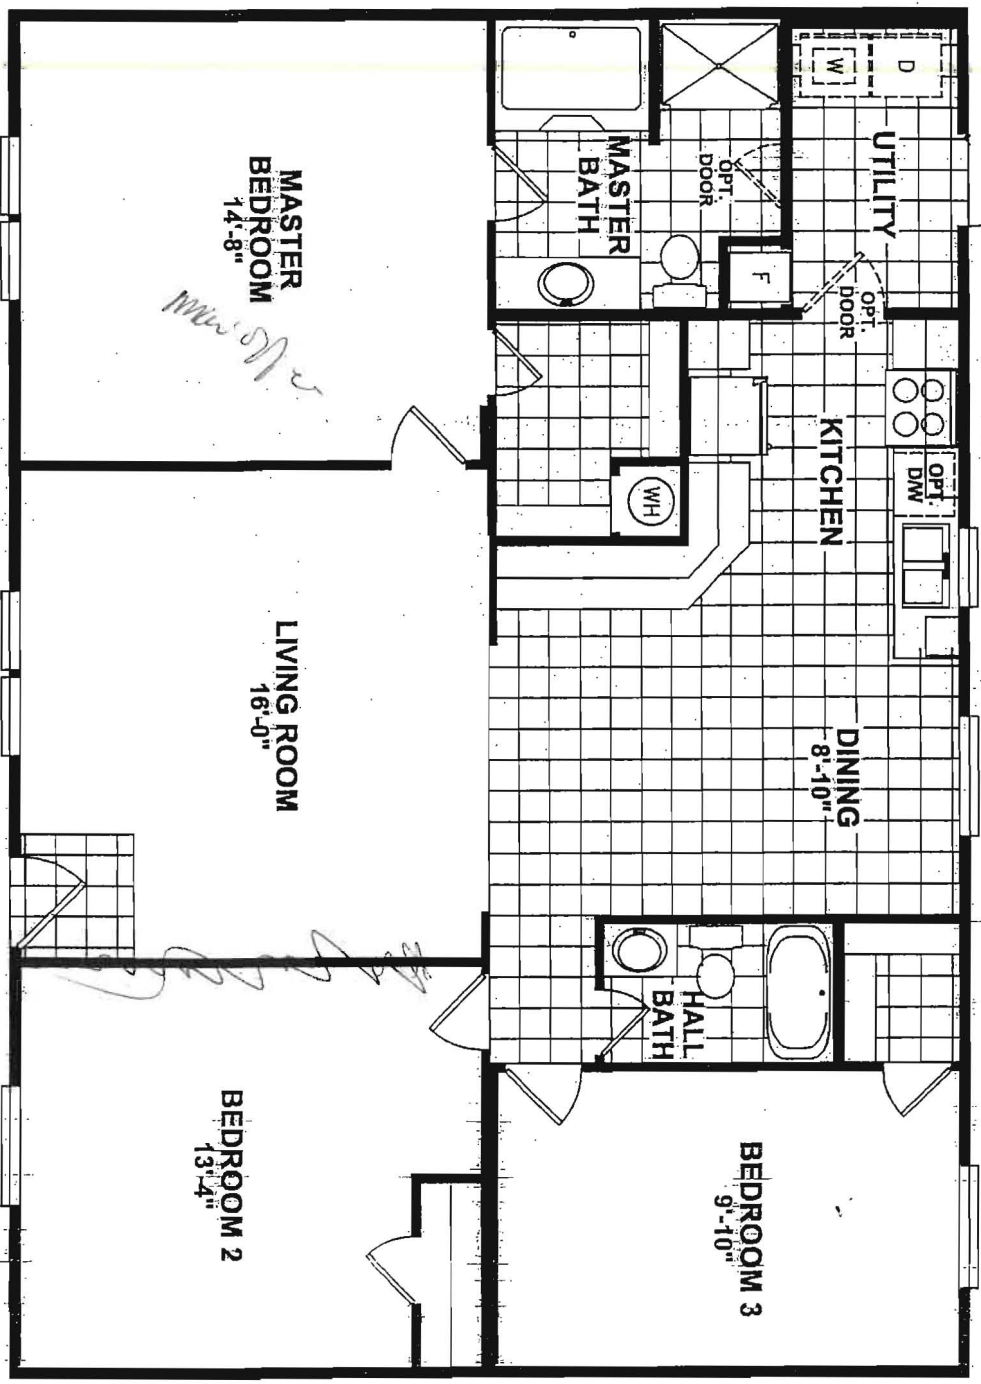 D
W
UTILITY
OPT.
DOOR
F
OPT.
DOOR
MASTER
BATH
KITCHEN
OPT.
D/W
WH
DINING
8'-10"
HALL
BATH
BEDROOM 3
9'-10"
MASTER
BEDROOM
14'-8"
LIVING ROOM
16'-0"
BEDROOM 2
13'-4"